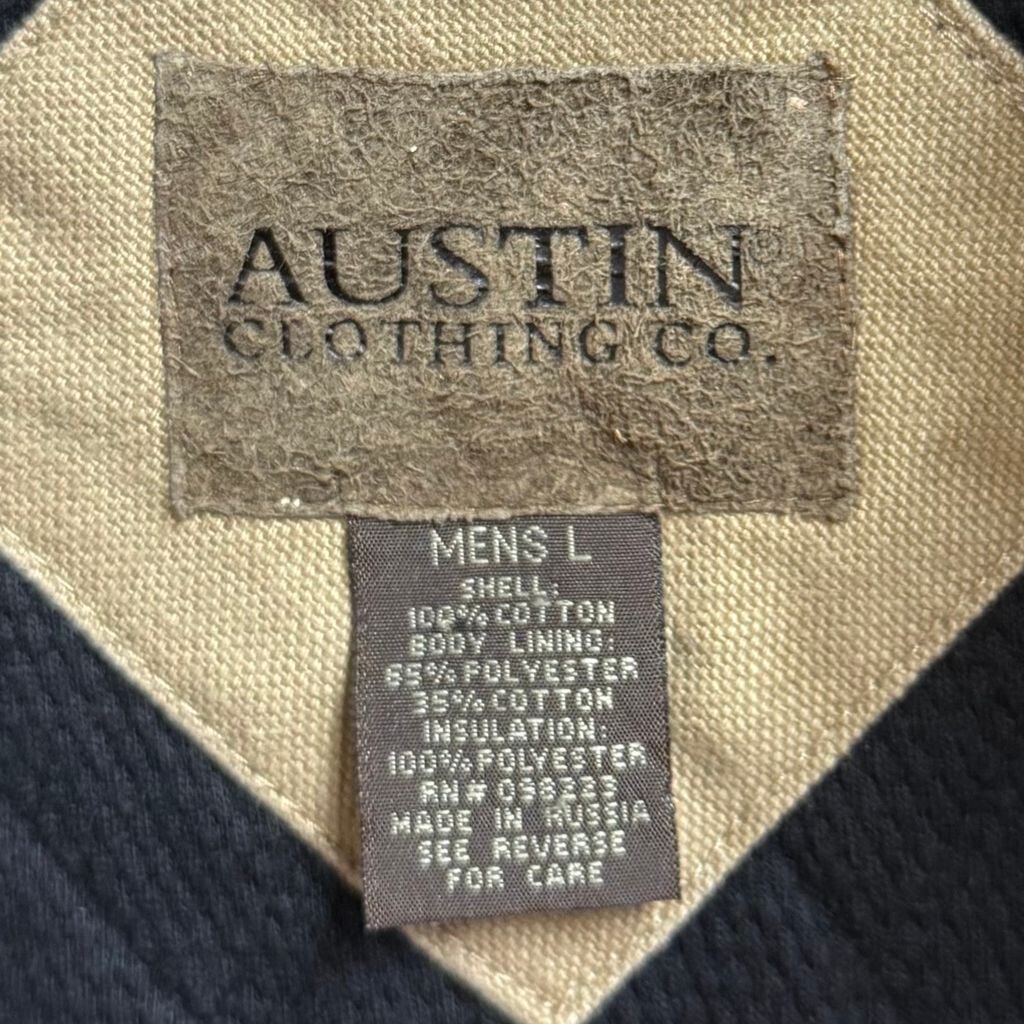 AUSTIN
CLOTHING CO.
MENS L
SHELL:
100% COTTON
BODY LINING:
65% POLYESTER
35% COTTON
INSULATION:
100% POLYESTER
RN#
MADE IN RUSSIA
SEE REVERSE
FOR CARE